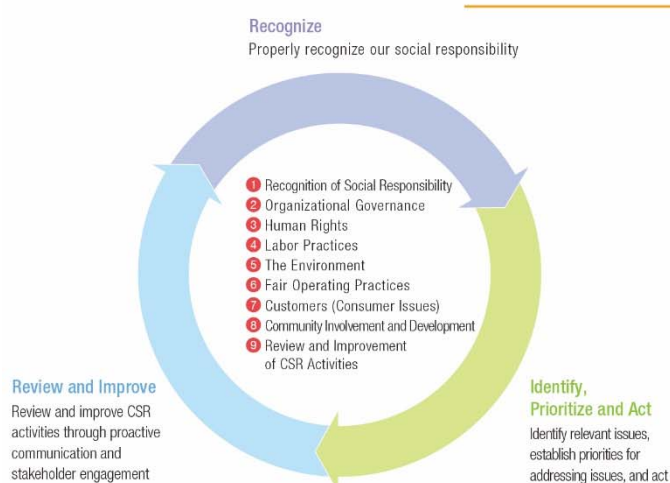 Recognize
Properly recognize our social responsibility
1 Recognition of Social Responsibility
2 Organizational Governance
3 Human Rights
4 Labor Practices
5 The Environment
6 Fair Operating Practices
7 Customers (Consumer Issues)
8 Community Involvement and Development
9 Review and Improvement
of CSR Activities
Review and Improve
Review and improve CSR
activities through proactive
communication and
stakeholder engagement
Identify,
Prioritize and Act
Identify relevant issues,
establish priorities for
addressing issues, and act